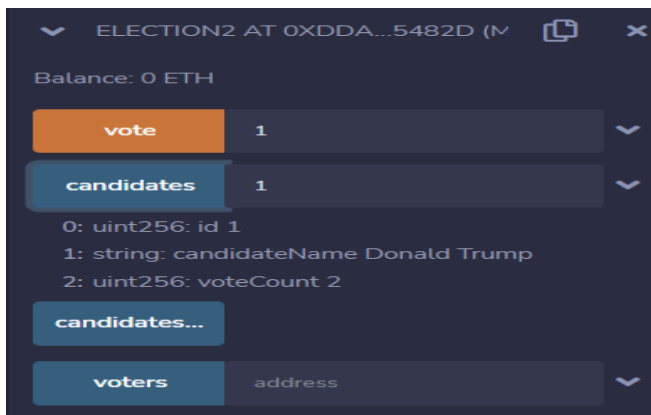 ELECTION2 AT 0XDDA...5482D (M
Balance: 0 ETH
vote 1
candidates 1
0: uint256: id 1
1: string: candidateName Donald Trump
2: uint256: voteCount 2
candidates...
voters address